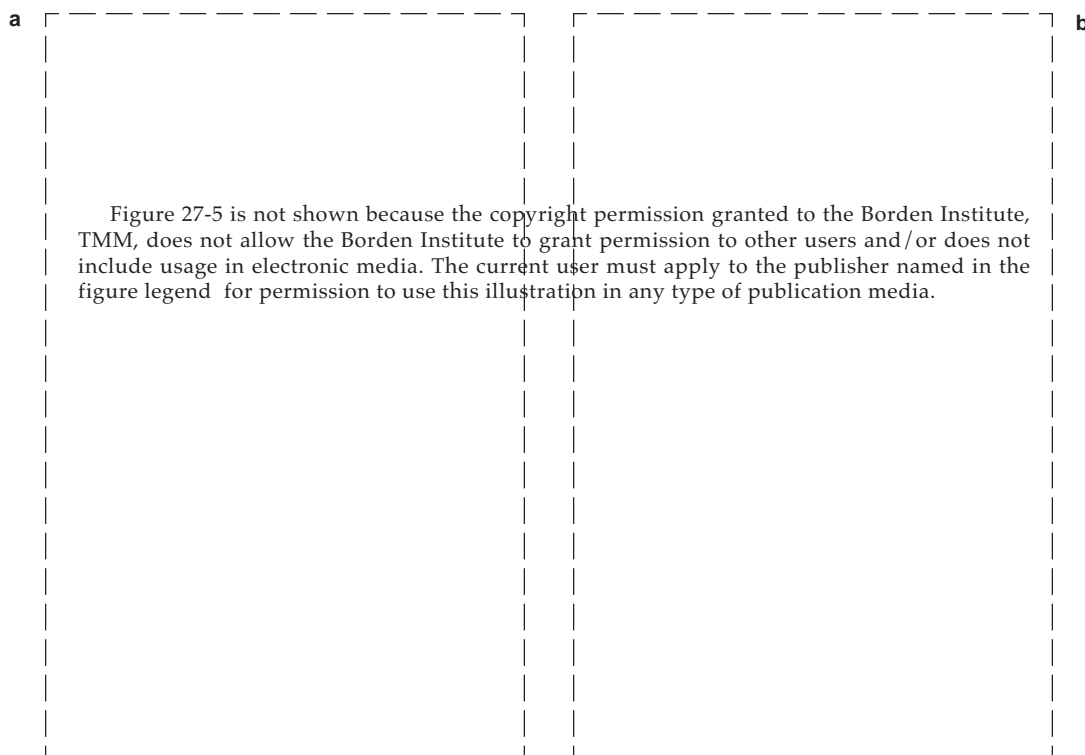 a
b
Figure 27-5 is not shown because the copyright permission granted to the Borden Institute,
TMM, does not allow the Borden Institute to grant permission to other users and/or does not
include usage in electronic media. The current user must apply to the publisher named in the
figure legend for permission to use this illustration in any type of publication media.